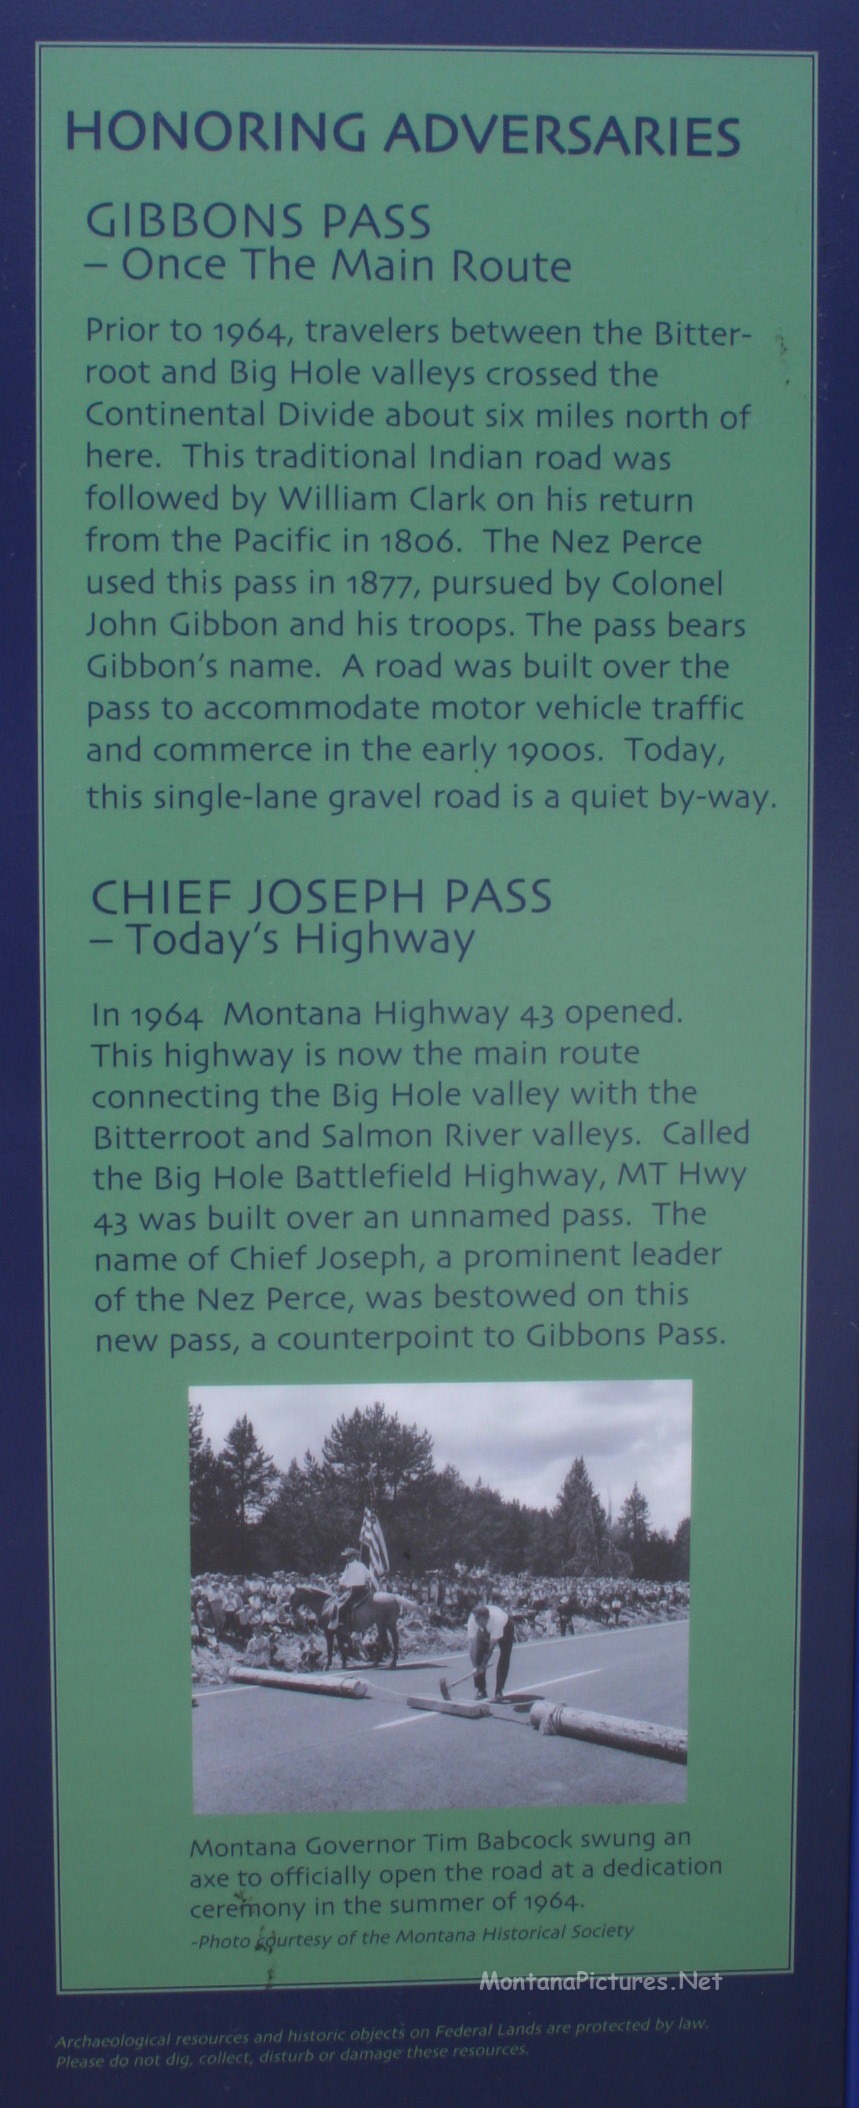 HONORING ADVERSARIES
GIBBONS PASS
– Once The Main Route
Prior to 1964, travelers between the Bitter-
root and Big Hole valleys crossed the
Continental Divide about six miles north of
here.  This traditional Indian road was
followed by William Clark on his return
from the Pacific in 1806.  The Nez Perce
used this pass in 1877, pursued by Colonel
John Gibbon and his troops. The pass bears
Gibbon's name.  A road was built over the
pass to accommodate motor vehicle traffic
and commerce in the early 1900s.  Today,
this single-lane gravel road is a quiet by-way.
CHIEF JOSEPH PASS
– Today's Highway
In 1964  Montana Highway 43 opened.
This highway is now the main route
connecting the Big Hole valley with the
Bitterroot and Salmon River valleys.  Called
the Big Hole Battlefield Highway, MT Hwy
43 was built over an unnamed pass.  The
name of Chief Joseph, a prominent leader
of the Nez Perce, was bestowed on this
new pass, a counterpoint to Gibbons Pass.
Montana Governor Tim Babcock swung an
axe to officially open the road at a dedication
ceremony in the summer of 1964.
-Photo courtesy of the Montana Historical Society
MontanaPictures.Net
Archaeological resources and historic objects on Federal Lands are protected by law.
Please do not dig, collect, disturb or damage these resources.